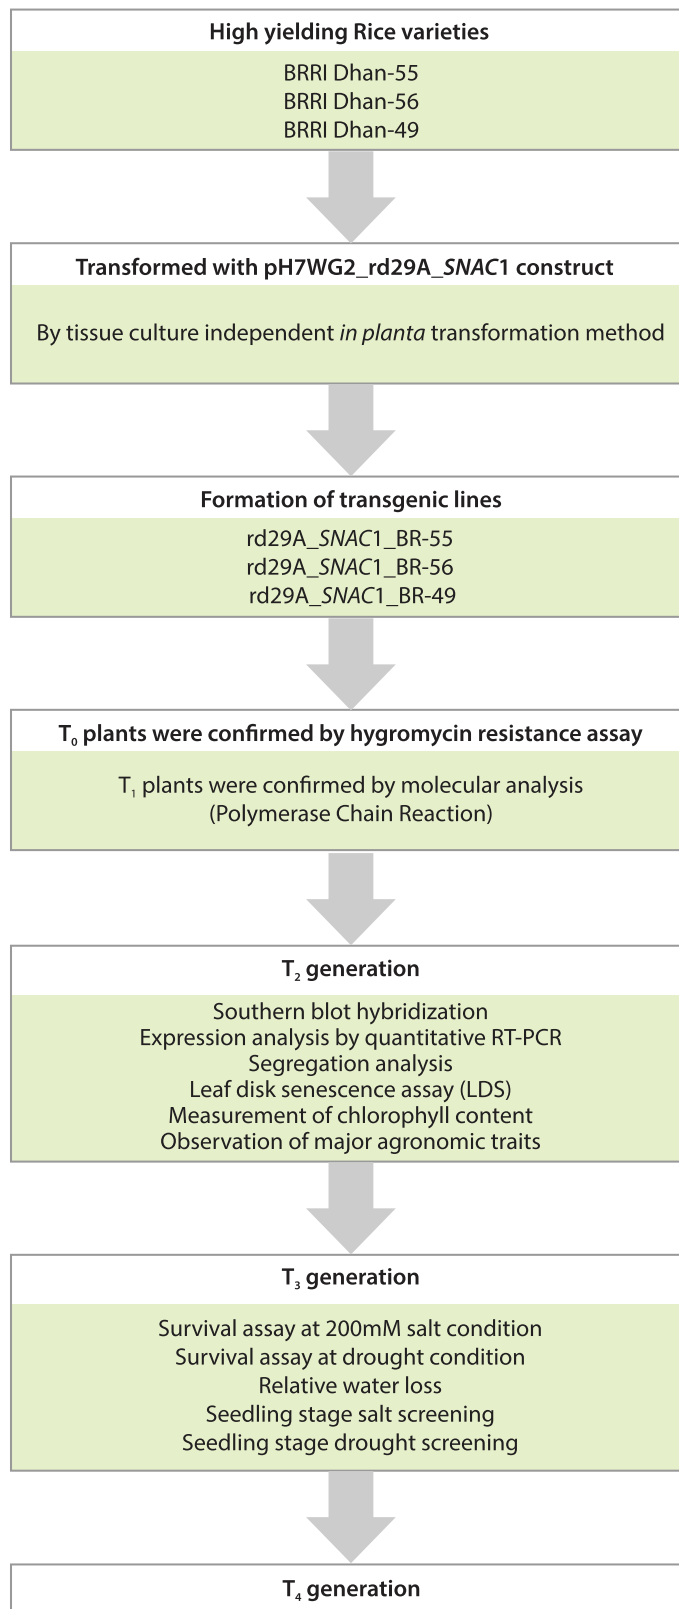 High yielding Rice varieties
BRRI Dhan-55
BRRI Dhan-56
BRRI Dhan-49
Transformed with pH7WG2_rd29A_SNAC1 construct
By tissue culture independent in planta transformation method
Formation of transgenic lines
rd29A_SNAC1_BR-55
rd29A_SNAC1_BR-56
rd29A_SNAC1_BR-49
T₀ plants were confirmed by hygromycin resistance assay
T₁ plants were confirmed by molecular analysis
(Polymerase Chain Reaction)
T₂ generation
Southern blot hybridization
Expression analysis by quantitative RT-PCR
Segregation analysis
Leaf disk senescence assay (LDS)
Measurement of chlorophyll content
Observation of major agronomic traits
T₃ generation
Survival assay at 200mM salt condition
Survival assay at drought condition
Relative water loss
Seedling stage salt screening
Seedling stage drought screening
T₄ generation